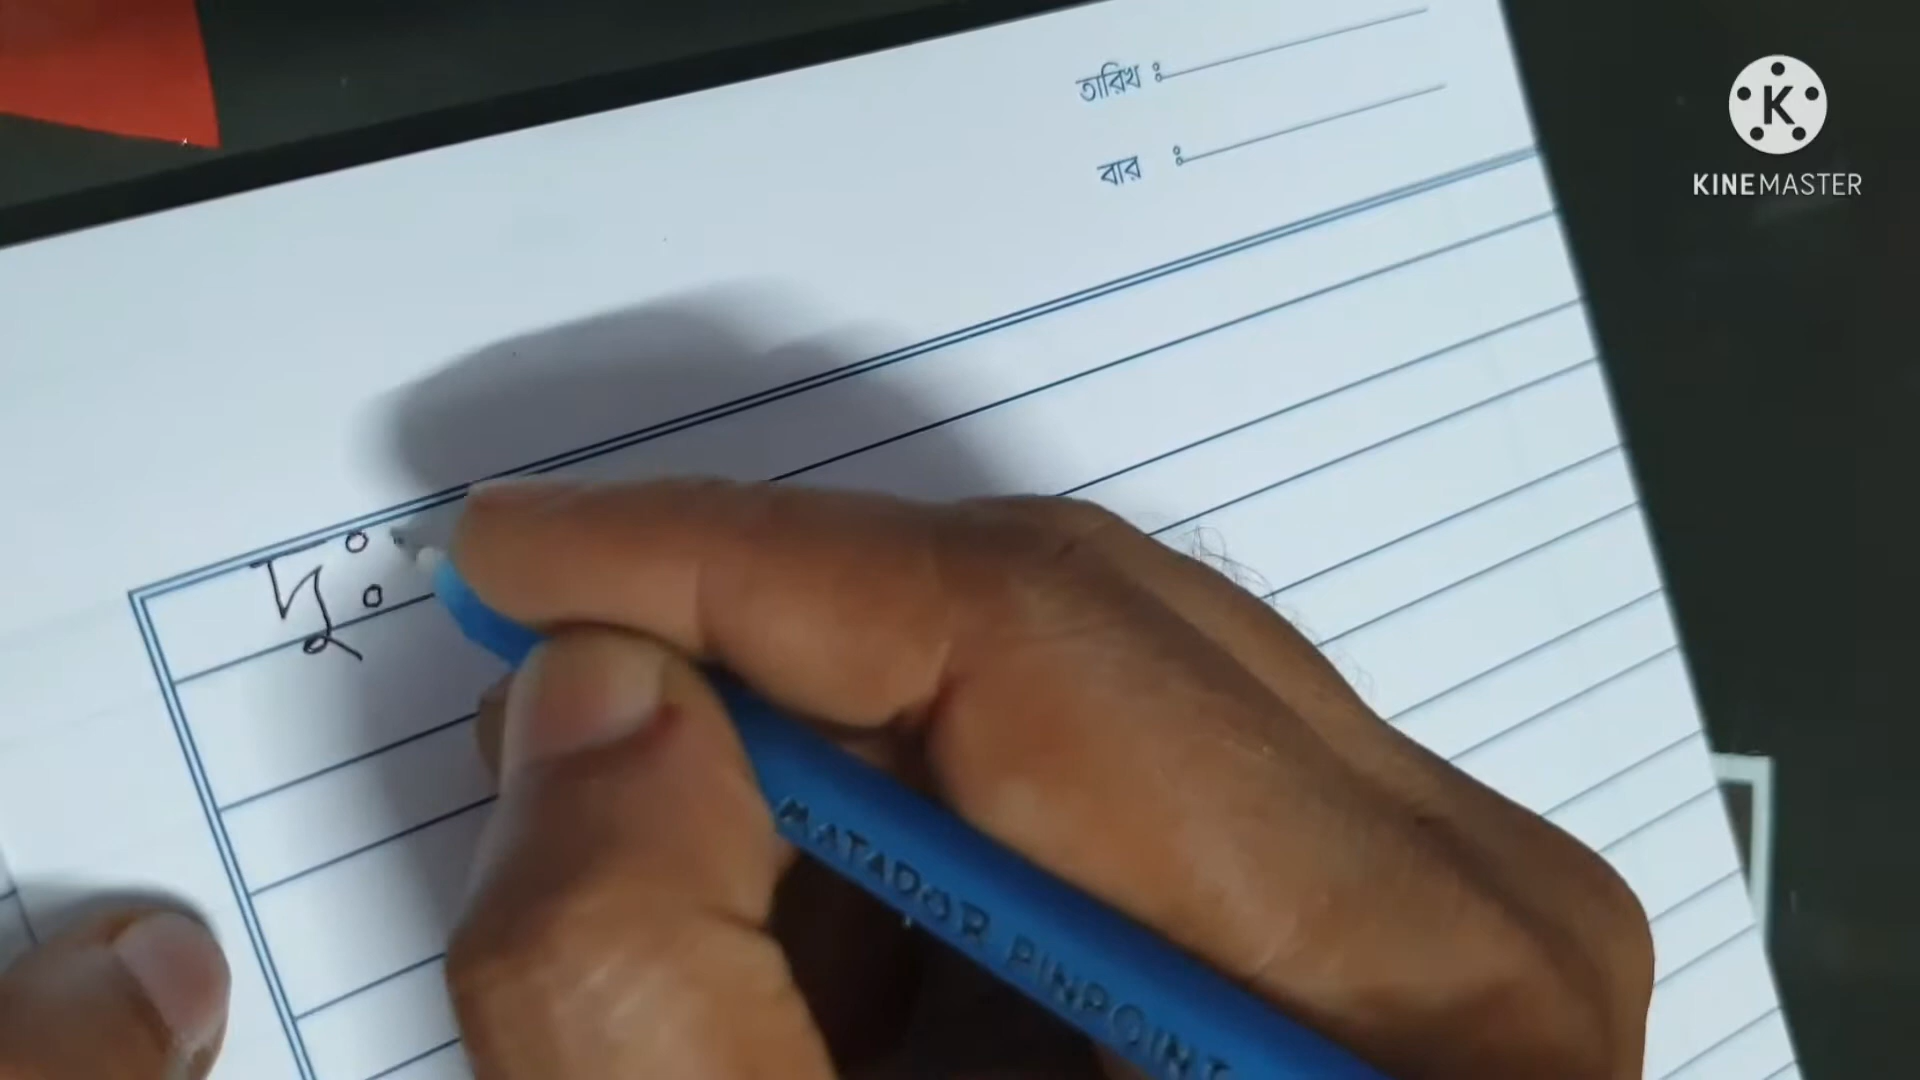 তারিখ ঃ
বার ঃ
KINEMASTER
দুঃ
MATADOR PINPOINT